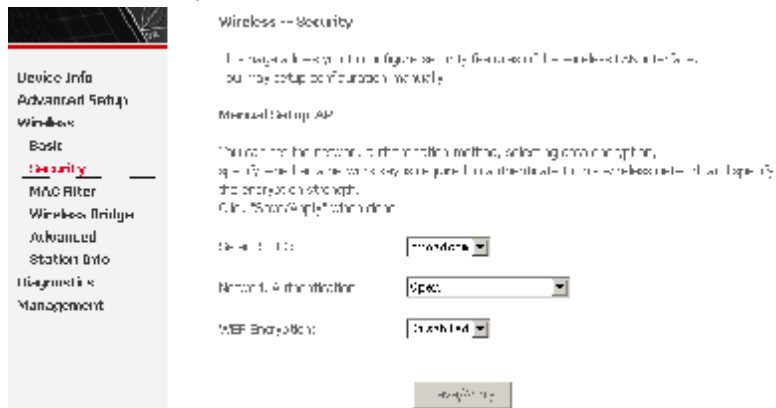 Device Info
Advanced Setup
Wireless
Basic
Security
MAC Filter
Wireless Bridge
Advanced
Station Info
Diagnostics
Management
Wireless -- Security
This page allows you to configure security features of the wireless LAN interface.
You may setup configuration manually
Manual Setup AP
You can set the network authentication method, selecting data encryption,
specify whether a network key is required to authenticate to this wireless network and specify
the encryption strength.
Click "Save/Apply" when done.
Select SSID:
Network Authentication:
Open
WEP Encryption:
Disabled
Save/Apply